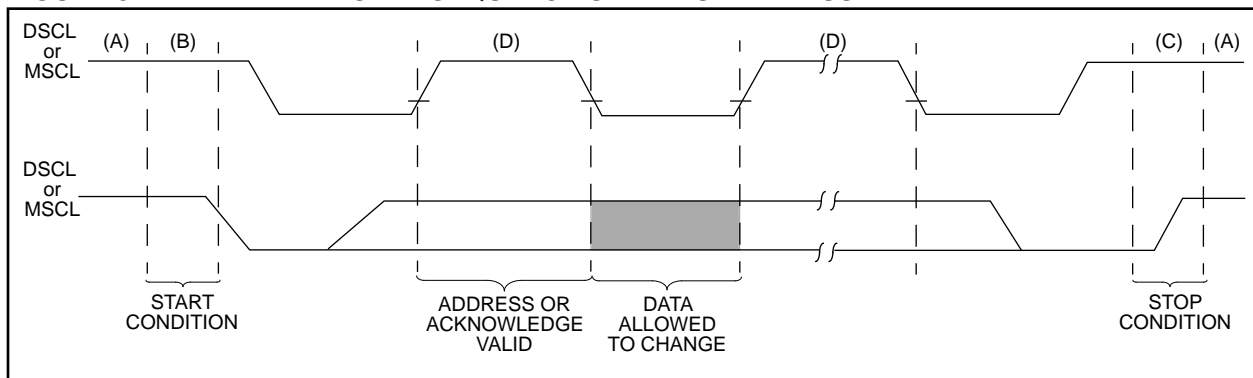 DSCL
or
MSCL
(A)
(B)
(D)
(D)
(C)
(A)
DSCL
or
MSCL
START
CONDITION
ADDRESS OR
ACKNOWLEDGE
VALID
DATA
ALLOWED
TO CHANGE
STOP
CONDITION